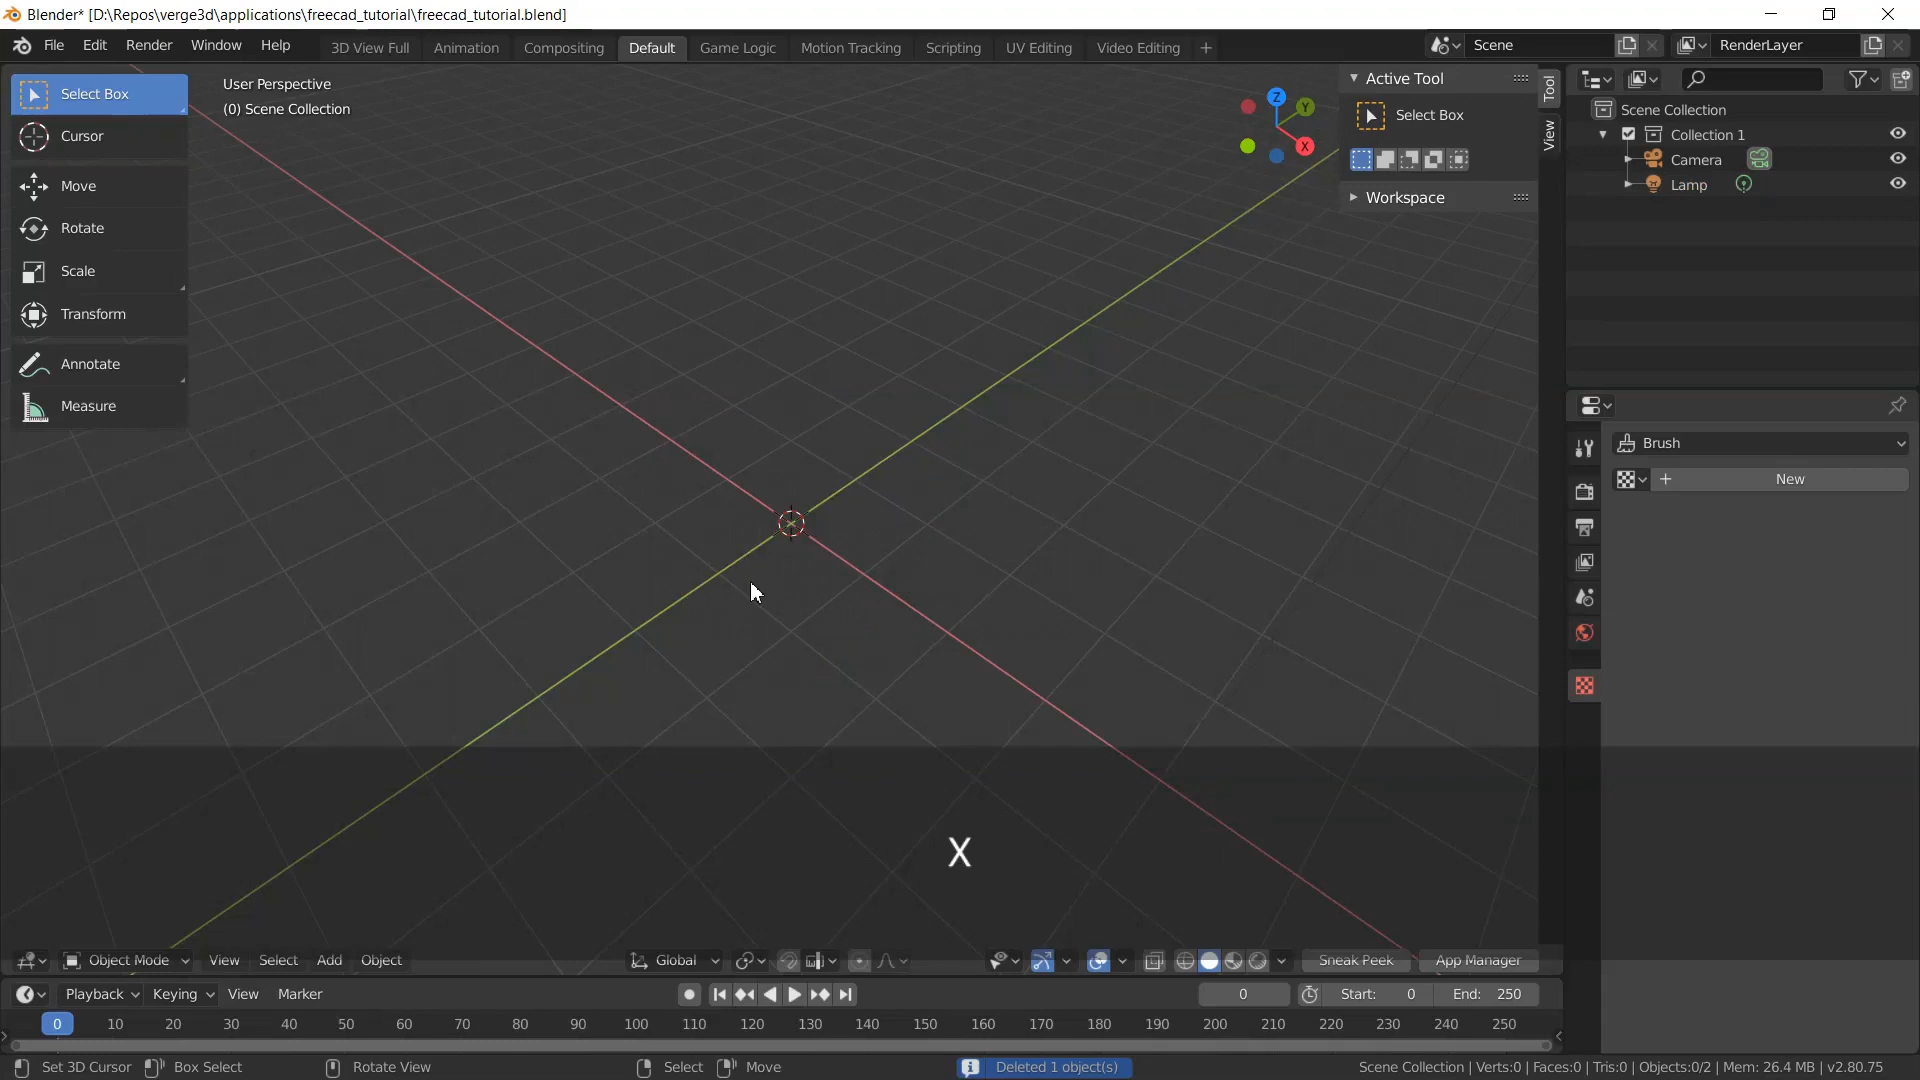 Blender* [D:\Repos\verge3d\applications\freecad_tutorial\freecad_tutorial.blend]
File Edit Render Window Help 3D View Full Animation Compositing Default Game Logic Motion Tracking Scripting UV Editing Video Editing + Scene RenderLayer
Select Box
Cursor
Move
Rotate
Scale
Transform
Annotate
Measure
User Perspective
(0) Scene Collection
Z
Y
X
Active Tool
Select Box
Workspace
Tool
View
Scene Collection
Collection 1
Camera
Lamp
Brush
+ New
X
Object Mode View Select Add Object Global Sneak Peek App Manager
Playback Keying View Marker 0 Start: 0 End: 250
0 10 20 30 40 50 60 70 80 90 100 110 120 130 140 150 160 170 180 190 200 210 220 230 240 250
Set 3D Cursor Box Select Rotate View Select Move Deleted 1 object(s) Scene Collection | Verts:0 | Faces:0 | Tris:0 | Objects:0/2 | Mem: 26.4 MB | v2.80.75